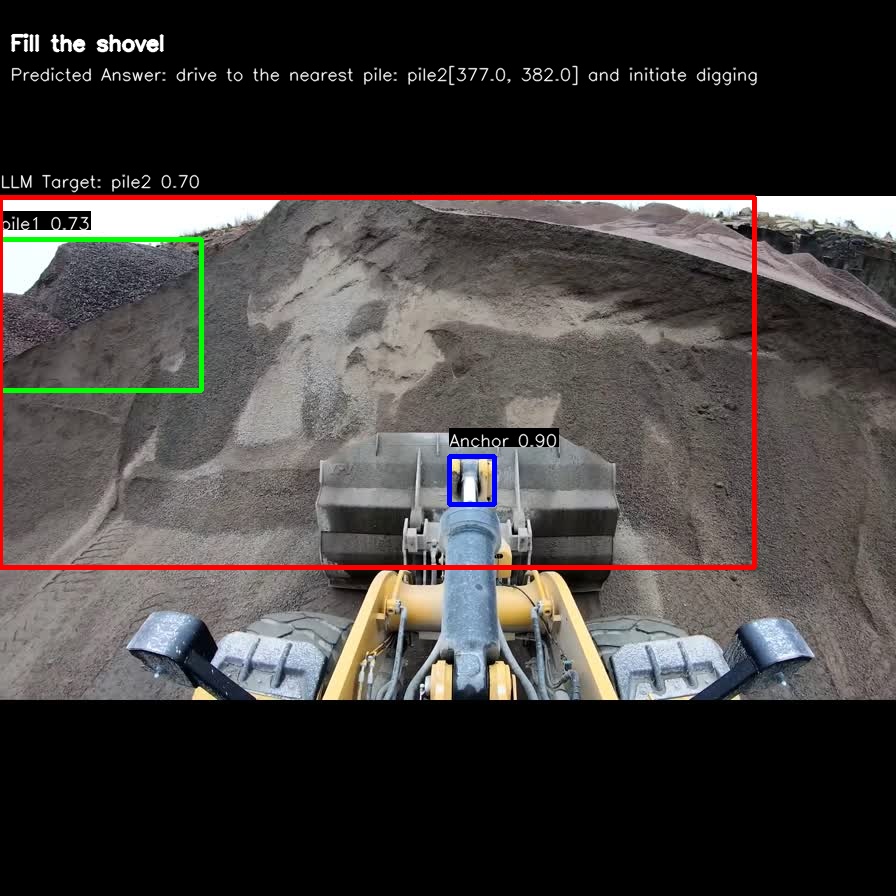 Fill the shovel
Predicted Answer: drive to the nearest pile: pile2[377.0, 382.0] and initiate digging
LLM Target: pile2 0.70
pile1 0.73
Anchor 0.90